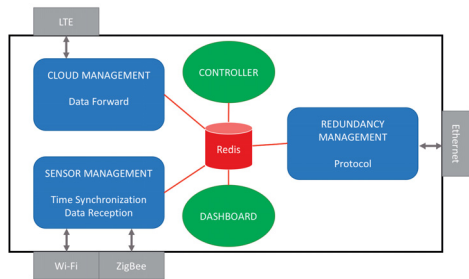 LTE
CLOUD MANAGEMENT
Data Forward
CONTROLLER
Redis
REDUNDANCY
MANAGEMENT
Protocol
Ethernet
SENSOR MANAGEMENT
Time Synchronization
Data Reception
DASHBOARD
Wi-Fi
ZigBee